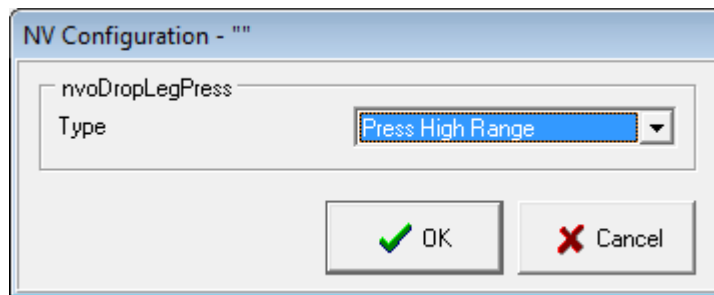 NV Configuration - ""
nvoDropLegPress
Type
Press High Range
OK
Cancel